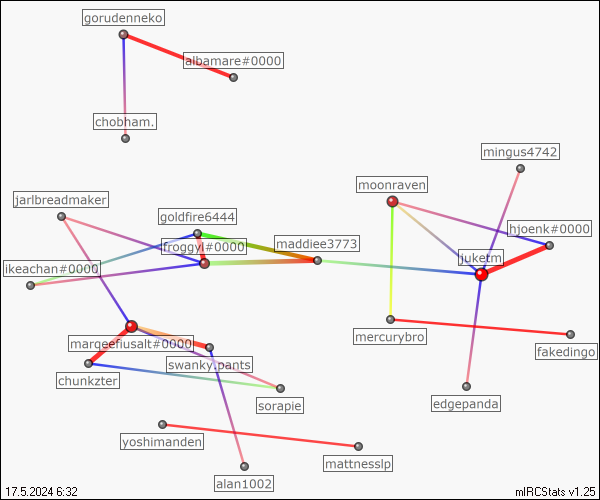 gorudenneko
albamare#0000
chobham.
mingus4742
moonraven
jarlbreadmaker
goldfire6444
hjoenk#0000
froggyl#0000
maddiee3773
juketm
ikeachan#0000
margeefiusalt#0000
mercurybro
fakedingo
swanky.pants
chunkzter
sorapie
edgepanda
yoshimanden
mattnesslp
alan1002
17.5.2024 6:32
mIRCStats v1.25